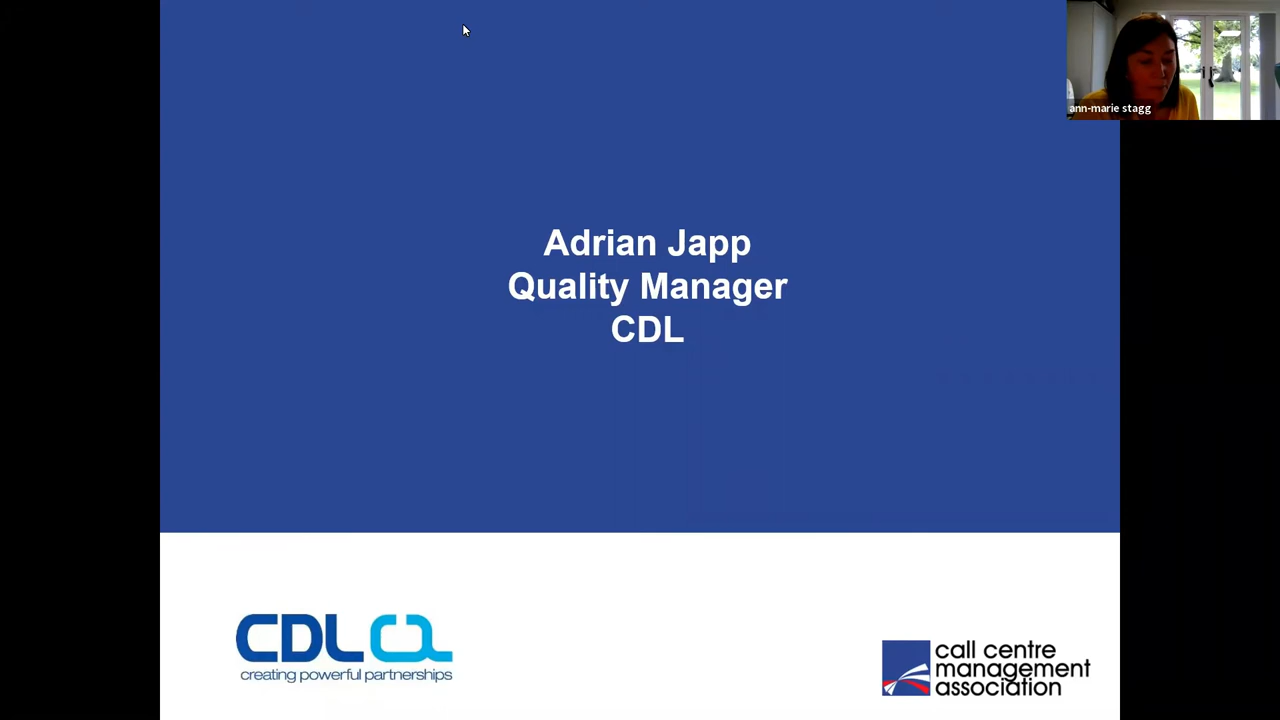 ann-marie stagg
Adrian Japp
Quality Manager
CDL
CDL
creating powerful partnerships
call centre
management
association